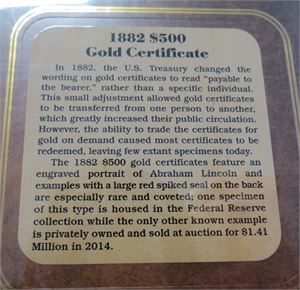 1882 $500
Gold Certificate
In 1882, the U.S. Treasury changed the
wording on gold certificates to read "payable to
the bearer," rather than a specific individual.
This small adjustment allowed gold certificates
to be transferred from one person to another,
which greatly increased their public circulation.
However, the ability to trade the certificates for
gold on demand caused most certificates to be
redeemed, leaving few extant specimens today.
The 1882 $500 gold certificates feature an
engraved portrait of Abraham Lincoln and
examples with a large red spiked seal on the back
are especially rare and coveted; one specimen
of this type is housed in the Federal Reserve
collection while the only other known example
is privately owned and sold at auction for $1.41
Million in 2014.